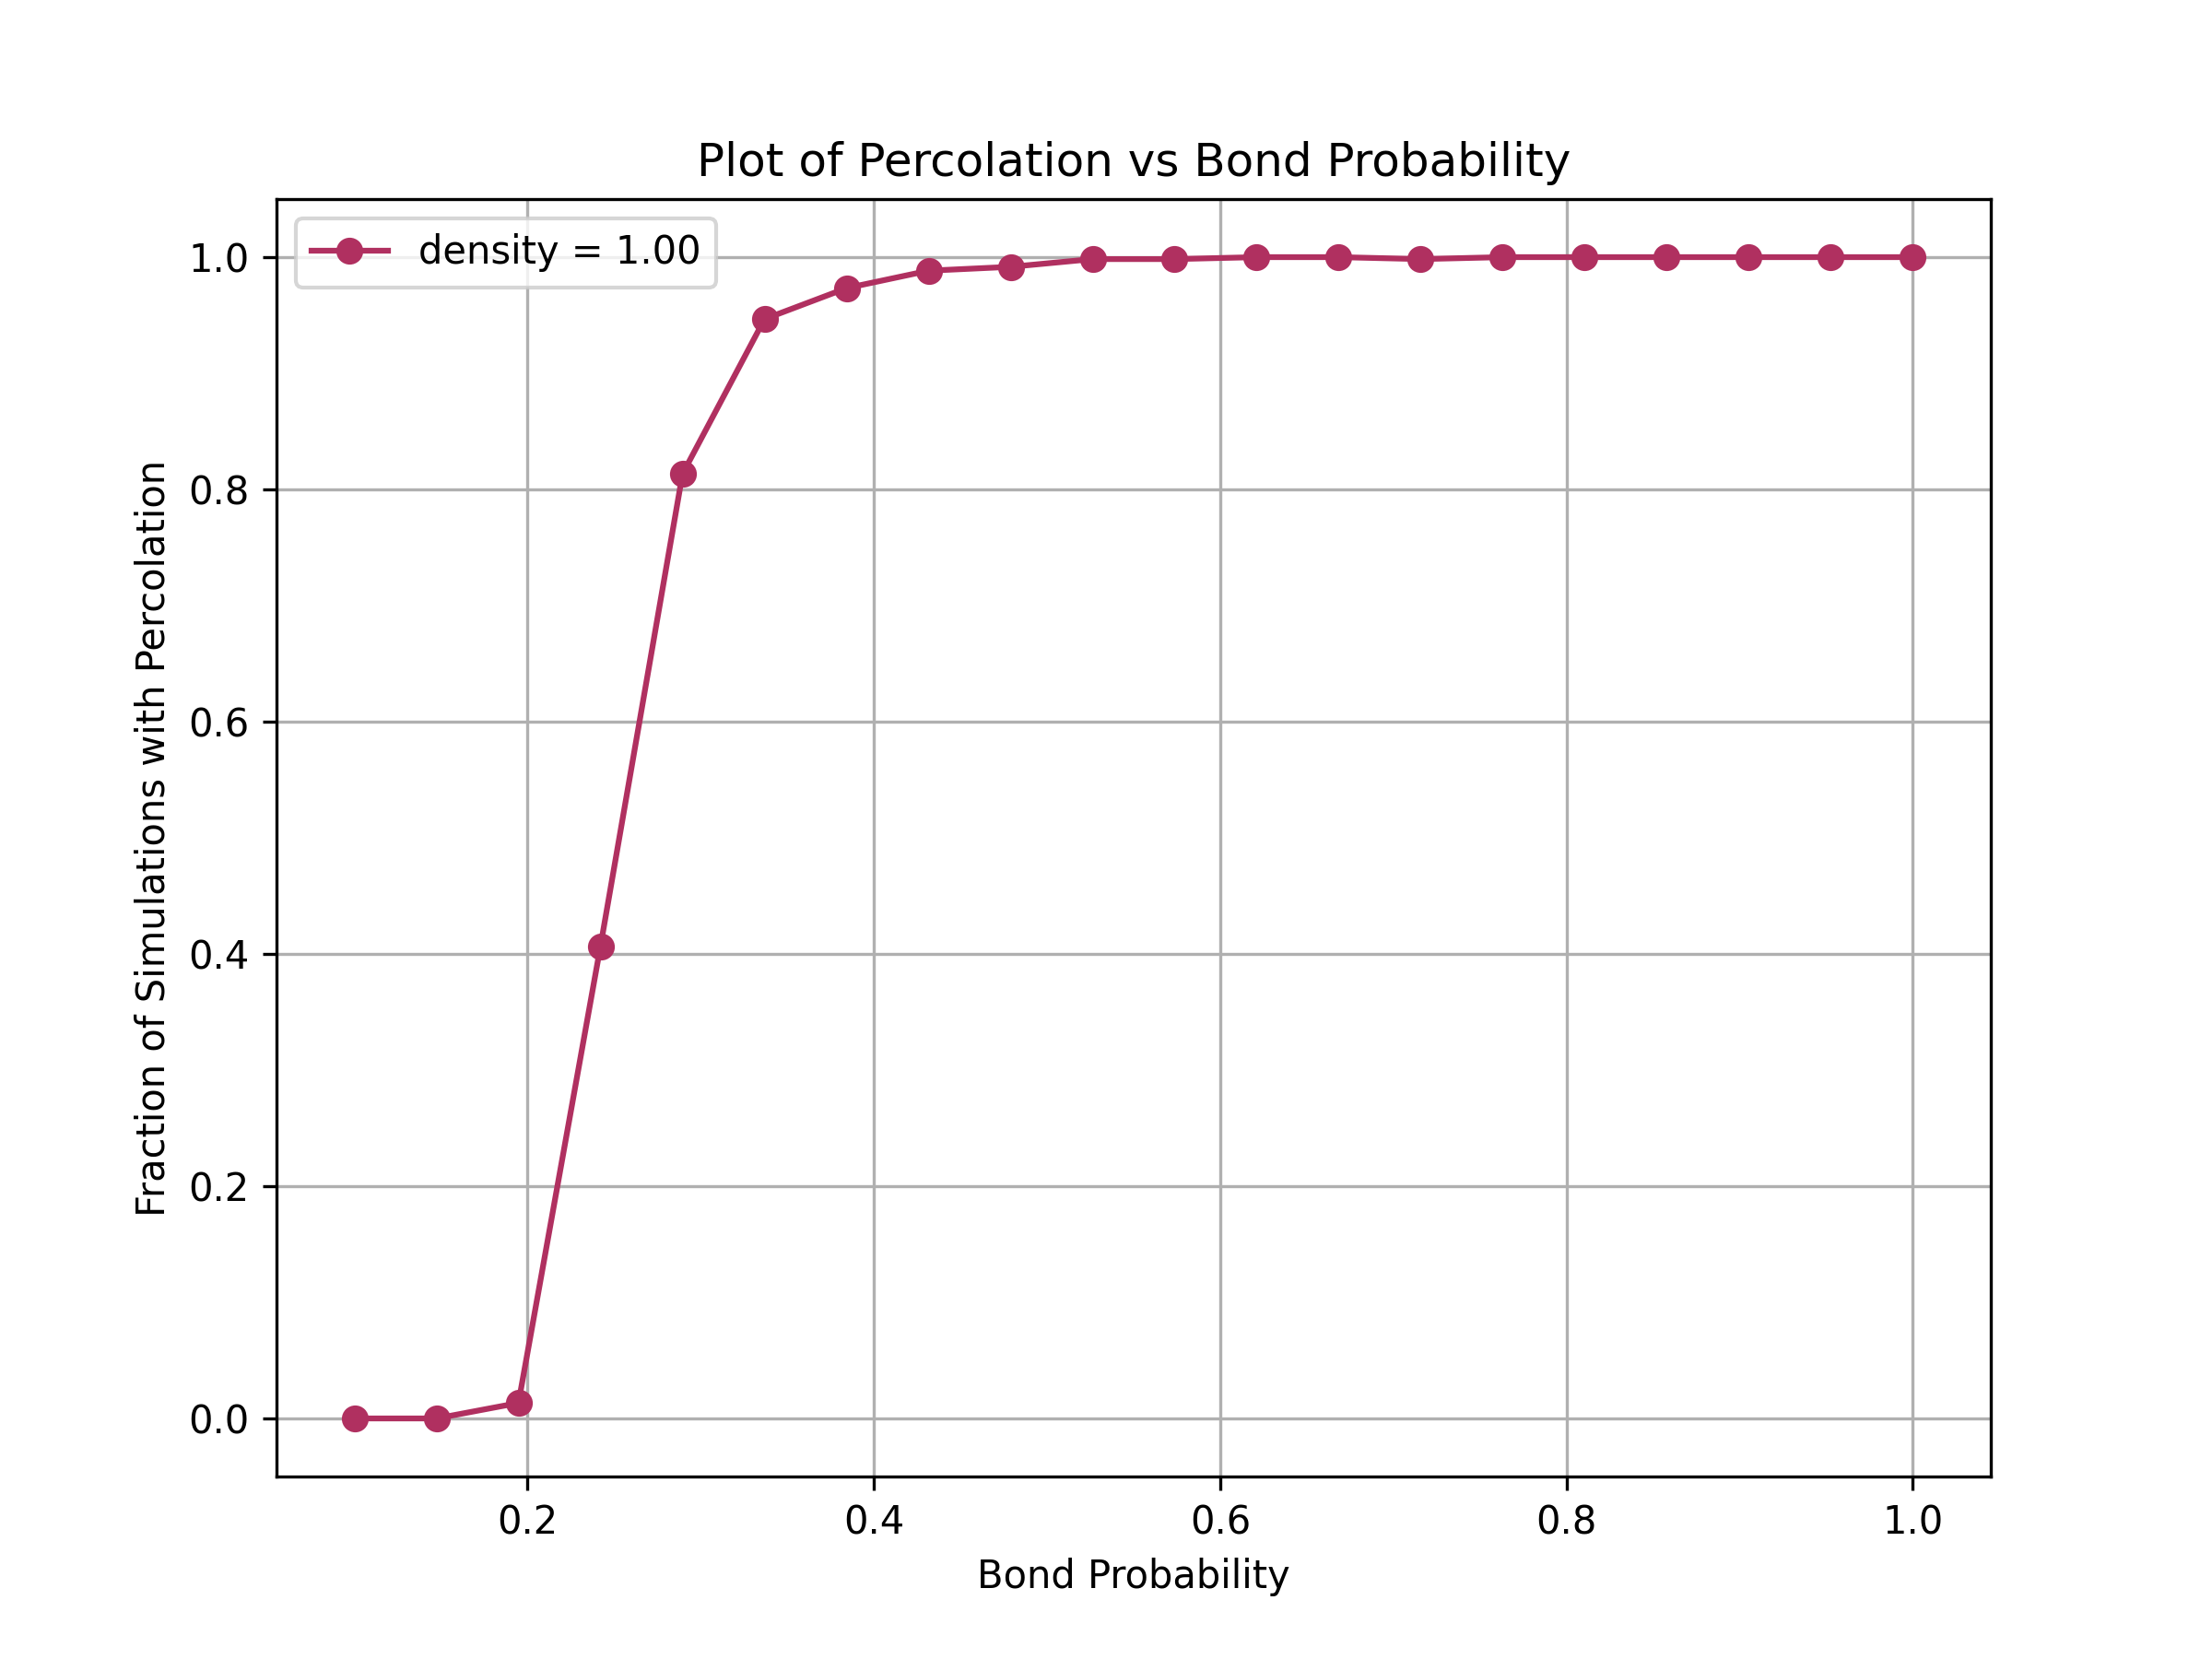 Plot of Percolation vs Bond Probability
density = 1.00
Fraction of Simulations with Percolation
1.0
0.8
0.6
0.4
0.2
0.0
0.2 0.4 0.6 0.8 1.0
Bond Probability